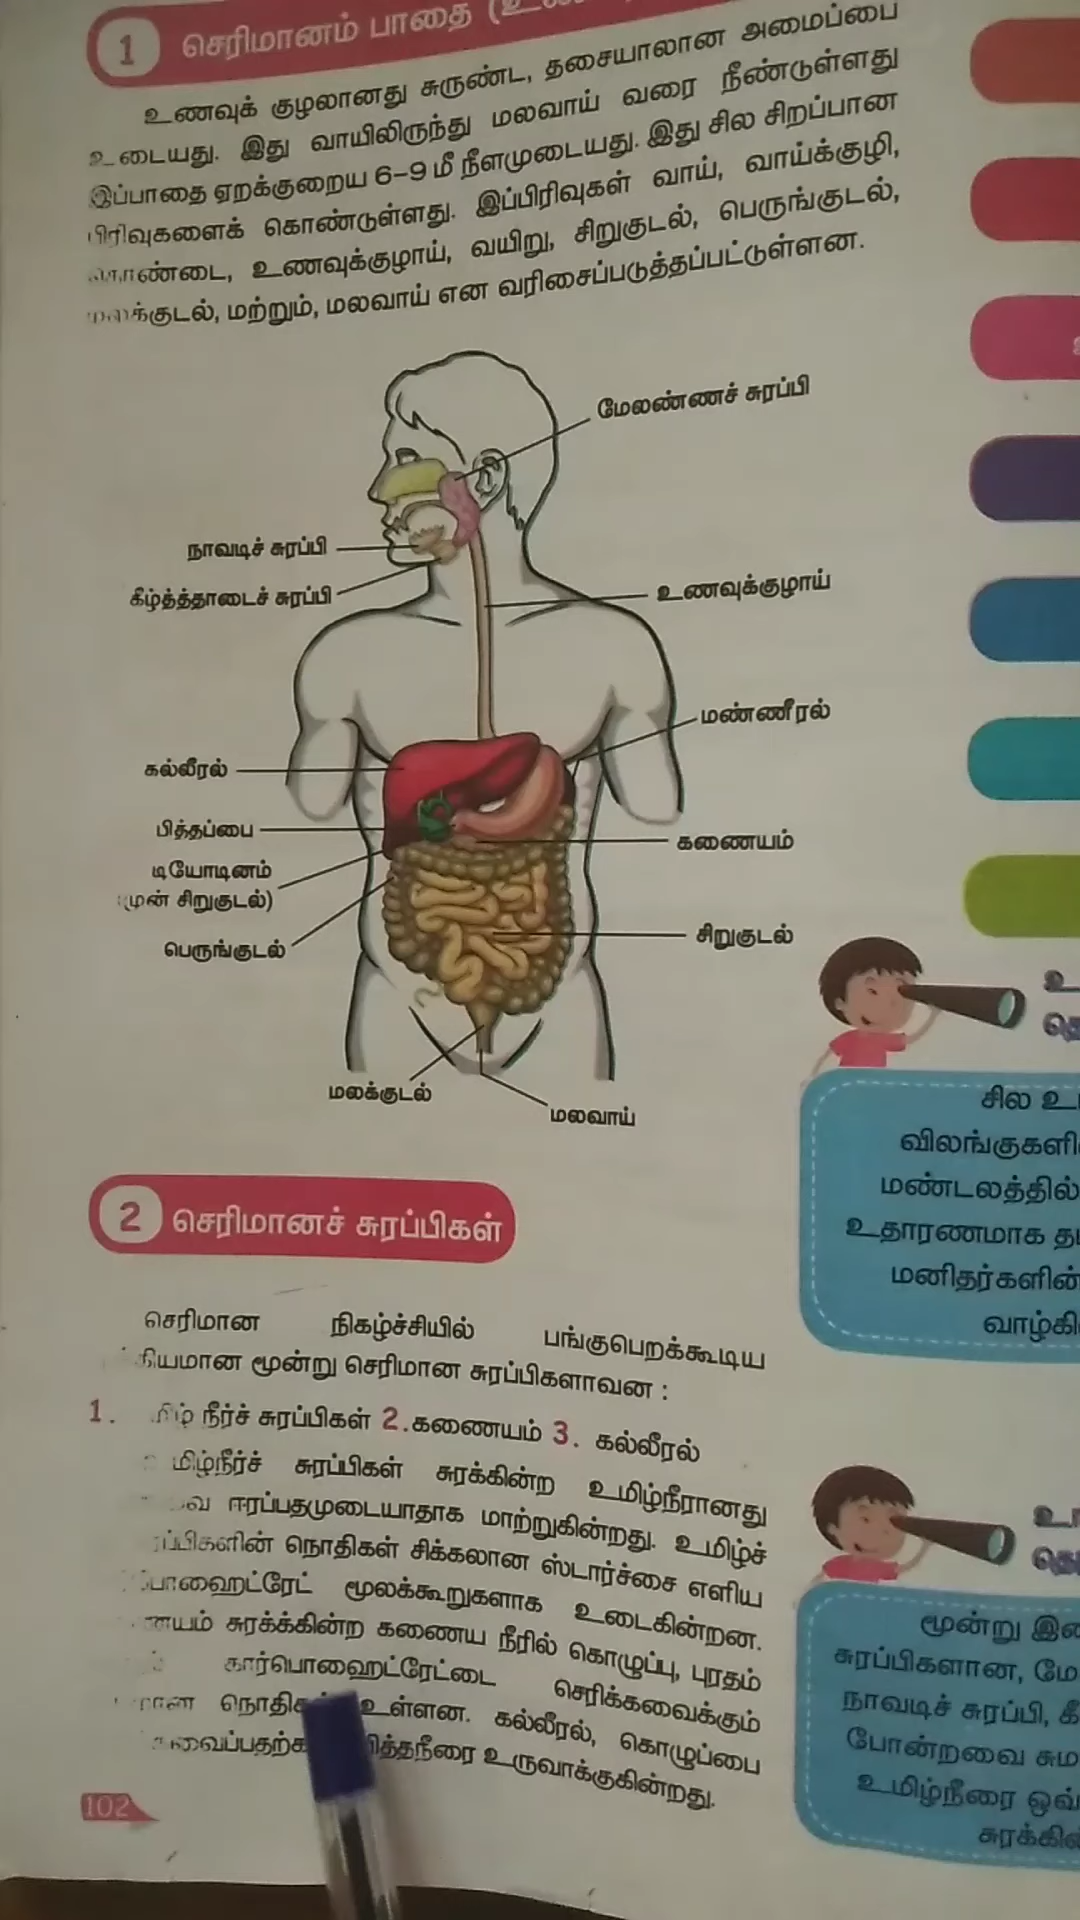 1 செரிமானம் பாதை
உணவுக் குழலானது சுருண்ட, தசையாலான அமைப்பை
உடையது. இது வாயிலிருந்து மலவாய் வரை நீண்டுள்ளது
இப்பாதை ஏறக்குறைய 6-9 மீ நீளமுடையது. இது சில சிறப்பான
பிரிவுகளைக் கொண்டுள்ளது. இப்பிரிவுகள் வாய், வாய்க்குழி,
தொண்டை, உணவுக்குழாய், வயிறு, சிறுகுடல், பெருங்குடல்,
மலக்குடல், மற்றும், மலவாய் என வரிசைப்படுத்தப்பட்டுள்ளன.
மேலண்ணச் சுரப்பி
நாவடிச் சுரப்பி
கீழ்த்த்தாடைச் சுரப்பி
உணவுக்குழாய்
மண்ணீரல்
கல்லீரல்
பித்தப்பை
கணையம்
டியோடினம்
முன் சிறுகுடல்)
பெருங்குடல்
சிறுகுடல்
மலக்குடல்
மலவாய்
2 செரிமானச் சுரப்பிகள்
செரிமான நிகழ்ச்சியில் பங்குபெறக்கூடிய
மூன்று செரிமான சுரப்பிகளாவன :
1. நீர்ச் சுரப்பிகள் 2.கணையம் 3. கல்லீரல்
உமிழ்நீர்ச் சுரப்பிகள் சுரக்கின்ற உமிழ்நீரானது
ஈரப்பதமுடையாதாக மாற்றுகின்றது. உமிழ்ச்
நொதிகள் சிக்கலான ஸ்டார்ச்சை எளிய
மூலக்கூறுகளாக உடைகின்றன.
சுரக்க்கின்ற கணைய நீரில் கொழுப்பு, புரதம்
கார்பொஹைட்ரேட்டை செரிக்கவைக்கும்
உள்ளன. கல்லீரல், கொழுப்பை
பித்தநீரை உருவாக்குகின்றது.
102
சில
மண்டலத்தில்
உதாரணமாக
மனிதர்களின்
மூன்று
சுரப்பிகளான,
நாவடிச் சுரப்பி,
போன்றவை
உமிழ்நீரை